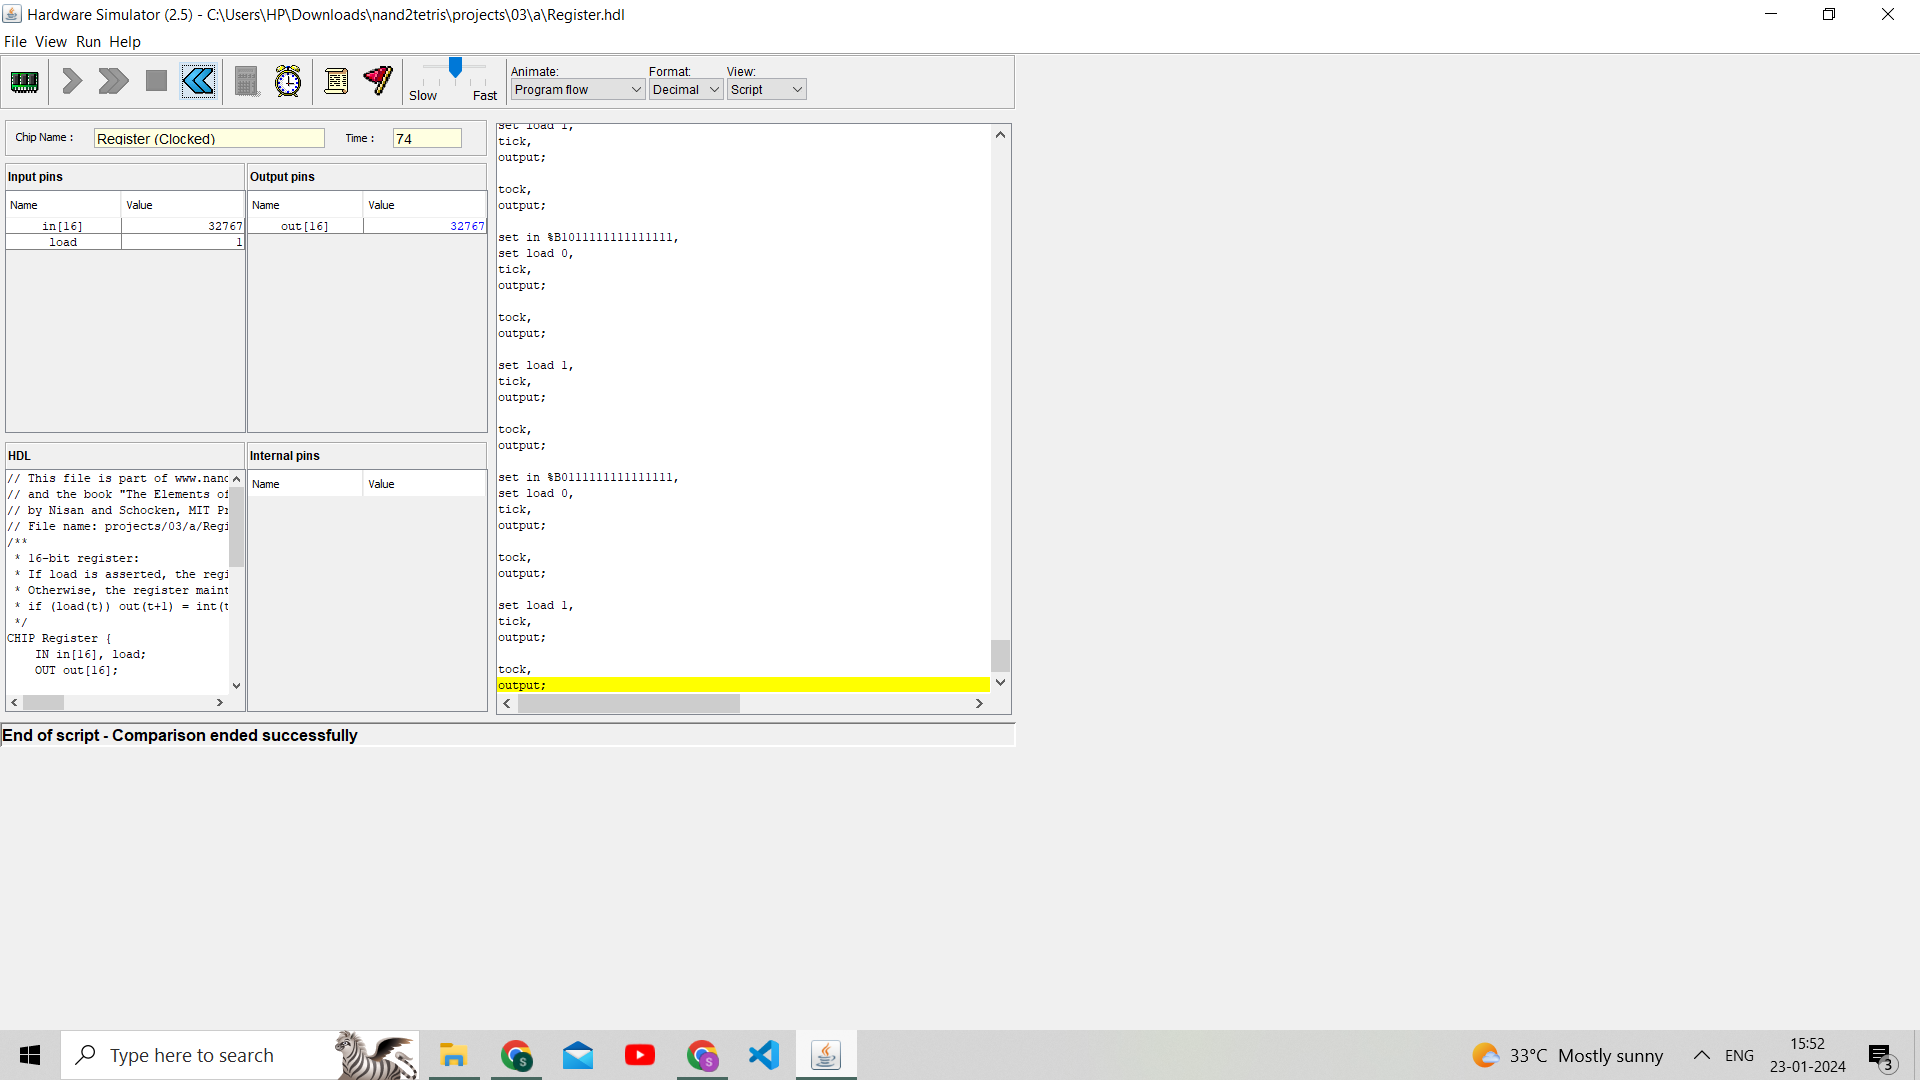 Hardware Simulator (2.5) - C:\Users\HP\Downloads\nand2tetris\projects\03\a\Register.hdl
File View Run Help
Slow Fast
Animate: Format: View:
Program flow Decimal Script
Chip Name : Register (Clocked) Time : 74
Input pins
Name Value
in[16] 32767
load 1
Output pins
Name Value
out[16] 32767
HDL
// This file is part of www.nand
// and the book "The Elements of
// by Nisan and Schocken, MIT Pr
// File name: projects/03/a/Regi
/**
* 16-bit register:
* If load is asserted, the regi
* Otherwise, the register maint
* if (load(t)) out(t+1) = int(t
*/
CHIP Register {
IN in[16], load;
OUT out[16];
Internal pins
Name Value
set load 1,
tick,
output;
tock,
output;
set in %B1011111111111111,
set load 0,
tick,
output;
tock,
output;
set load 1,
tick,
output;
tock,
output;
set in %B0111111111111111,
set load 0,
tick,
output;
tock,
output;
set load 1,
tick,
output;
tock,
output;
End of script - Comparison ended successfully
Type here to search
S
S
33°C Mostly sunny
ENG
15:52
23-01-2024
3